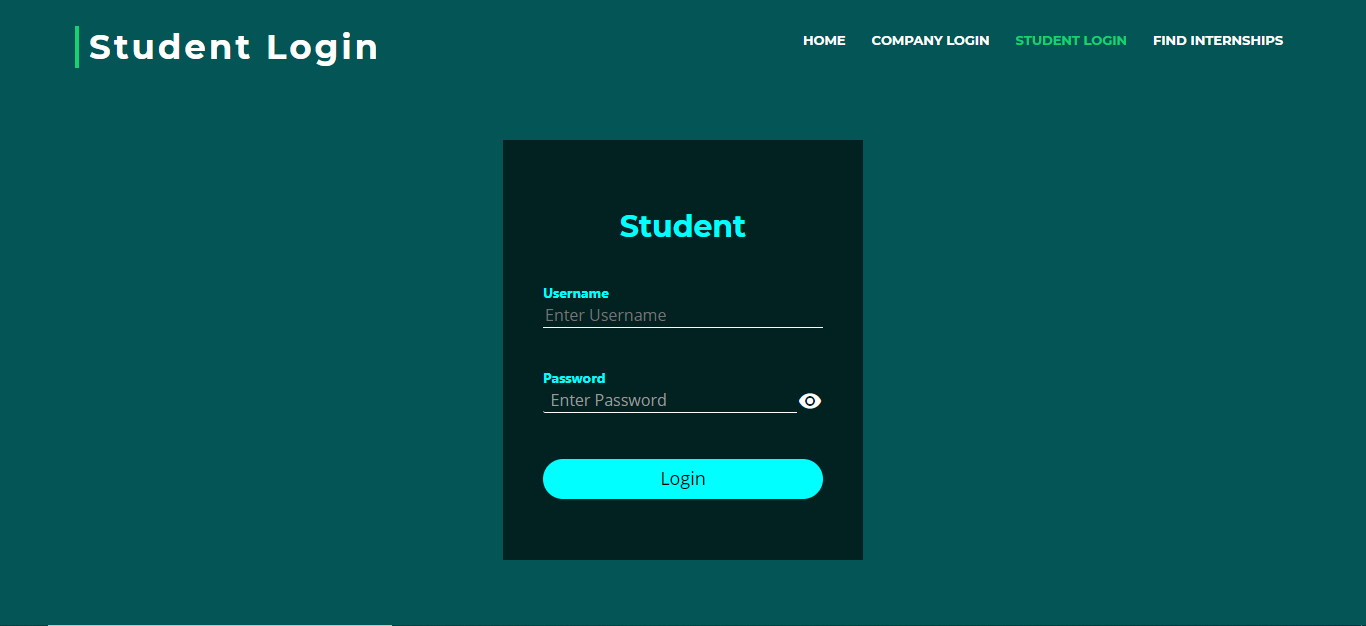 Student Login
HOME COMPANY LOGIN STUDENT LOGIN FIND INTERNSHIPS
Student
Username
Enter Username
Password
Enter Password
Login